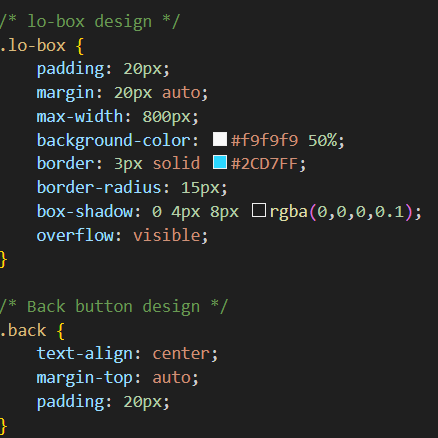 /* lo-box design */
.lo-box {
    padding: 20px;
    margin: 20px auto;
    max-width: 800px;
    background-color: #f9f9f9 50%;
    border: 3px solid #2CD7FF;
    border-radius: 15px;
    box-shadow: 0 4px 8px rgba(0,0,0,0.1);
    overflow: visible;
}
/* Back button design */
.back {
    text-align: center;
    margin-top: auto;
    padding: 20px;
}